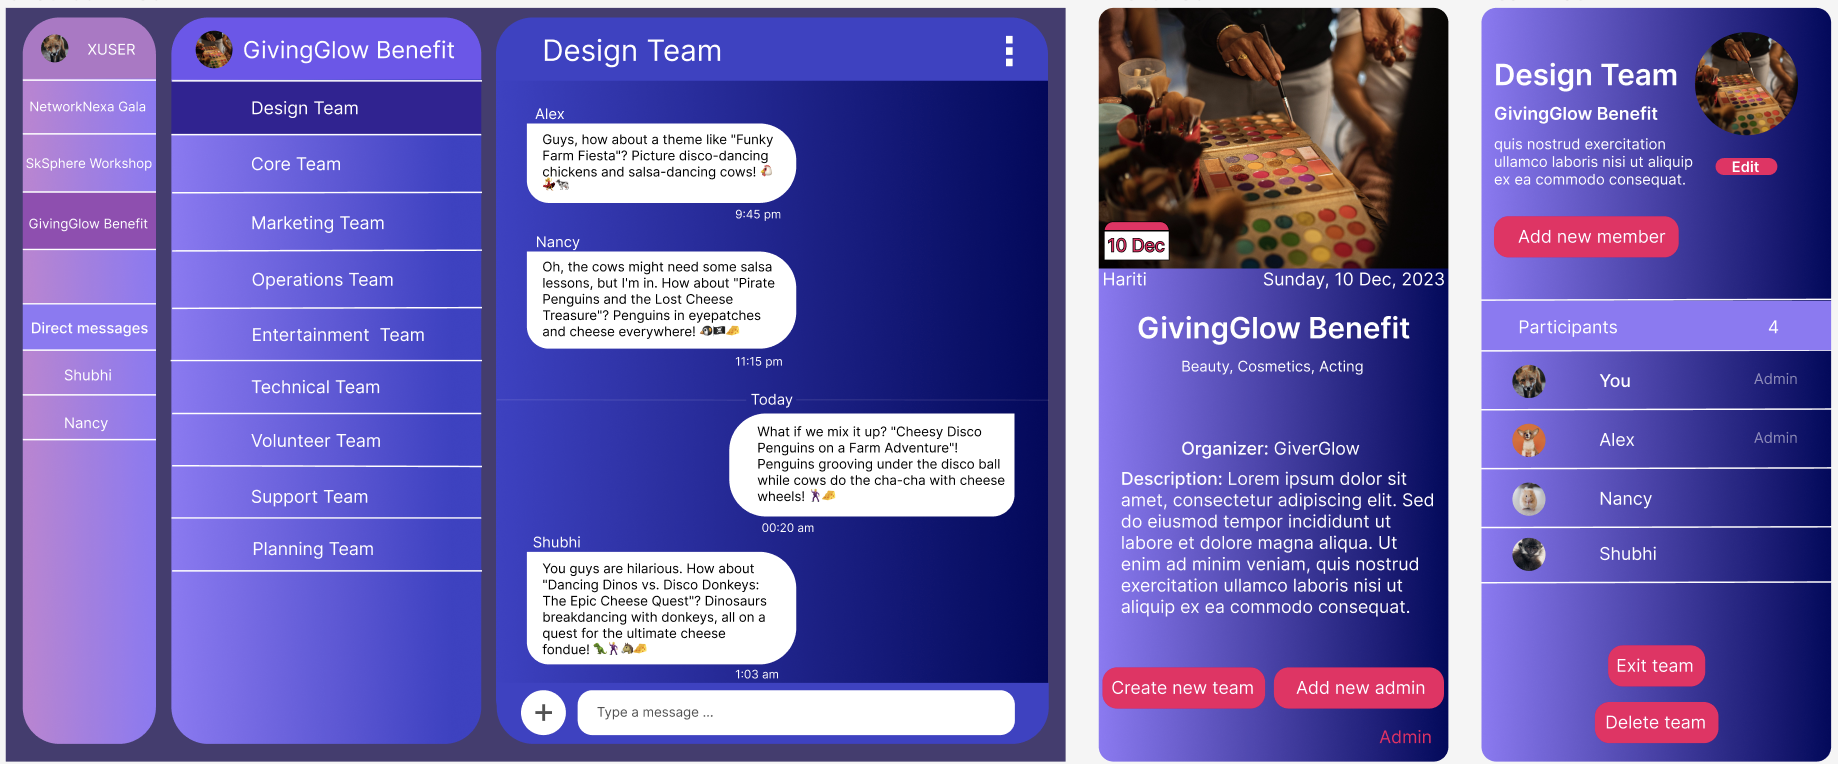 XUSER
NetworkNexa Gala
SkSphere Workshop
GivingGlow Benefit
Direct messages
Shubhi
Nancy
GivingGlow Benefit
Design Team
Core Team
Marketing Team
Operations Team
Entertainment  Team
Technical Team
Volunteer Team
Support Team
Planning Team
Design Team
Alex
Guys, how about a theme like "Funky
Farm Fiesta"? Picture disco-dancing
chickens and salsa-dancing cows! 🐔
💃🐄
9:45 pm
Nancy
Oh, the cows might need some salsa
lessons, but I'm in. How about "Pirate
Penguins and the Lost Cheese
Treasure"? Penguins in eyepatches
and cheese everywhere! 🐧🏴‍☠️🧀
11:15 pm
Today
What if we mix it up? "Cheesy Disco
Penguins on a Farm Adventure"!
Penguins grooving under the disco ball
while cows do the cha-cha with cheese
wheels! 🕺🧀
00:20 am
Shubhi
You guys are hilarious. How about
"Dancing Dinos vs. Disco Donkeys:
The Epic Cheese Quest"? Dinosaurs
breakdancing with donkeys, all on a
quest for the ultimate cheese
fondue! 🦖🕺🐴🧀
1:03 am
Type a message ...
10 Dec
Hariti
Sunday, 10 Dec, 2023
GivingGlow Benefit
Beauty, Cosmetics, Acting
Organizer: GiverGlow
Description: Lorem ipsum dolor sit
amet, consectetur adipiscing elit. Sed
do eiusmod tempor incididunt ut
labore et dolore magna aliqua. Ut
enim ad minim veniam, quis nostrud
exercitation ullamco laboris nisi ut
aliquip ex ea commodo consequat.
Create new team
Add new admin
Admin
Design Team
GivingGlow Benefit
quis nostrud exercitation
ullamco laboris nisi ut aliquip
ex ea commodo consequat.
Edit
Add new member
Participants
4
You
Admin
Alex
Admin
Nancy
Shubhi
Exit team
Delete team